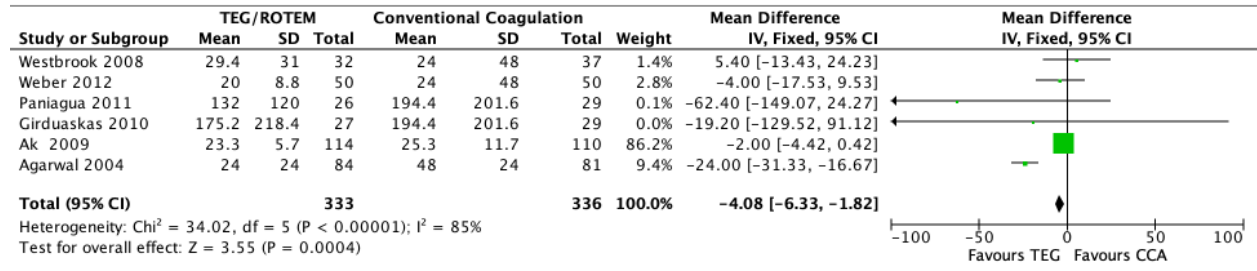 TEG/ROTEM Conventional Coagulation Mean Difference Mean Difference
Study or Subgroup Mean SD Total Mean SD Total Weight IV, Fixed, 95% CI IV, Fixed, 95% CI
Westbrook 2008 29.4 31 32 24 48 37 1.4% 5.40 [-13.43, 24.23]
Weber 2012 20 8.8 50 24 48 50 2.8% -4.00 [-17.53, 9.53]
Paniagua 2011 132 120 26 194.4 201.6 29 0.1% -62.40 [-149.07, 24.27]
Girduaskas 2010 175.2 218.4 27 194.4 201.6 29 0.0% -19.20 [-129.52, 91.12]
Ak 2009 23.3 5.7 114 25.3 11.7 110 86.2% -2.00 [-4.42, 0.42]
Agarwal 2004 24 24 84 48 24 81 9.4% -24.00 [-31.33, -16.67]
Total (95% CI) 333 336 100.0% -4.08 [-6.33, -1.82]
Heterogeneity: Chi² = 34.02, df = 5 (P < 0.00001); I² = 85%
Test for overall effect: Z = 3.55 (P = 0.0004)
-100 -50 0 50 100
Favours TEG Favours CCA